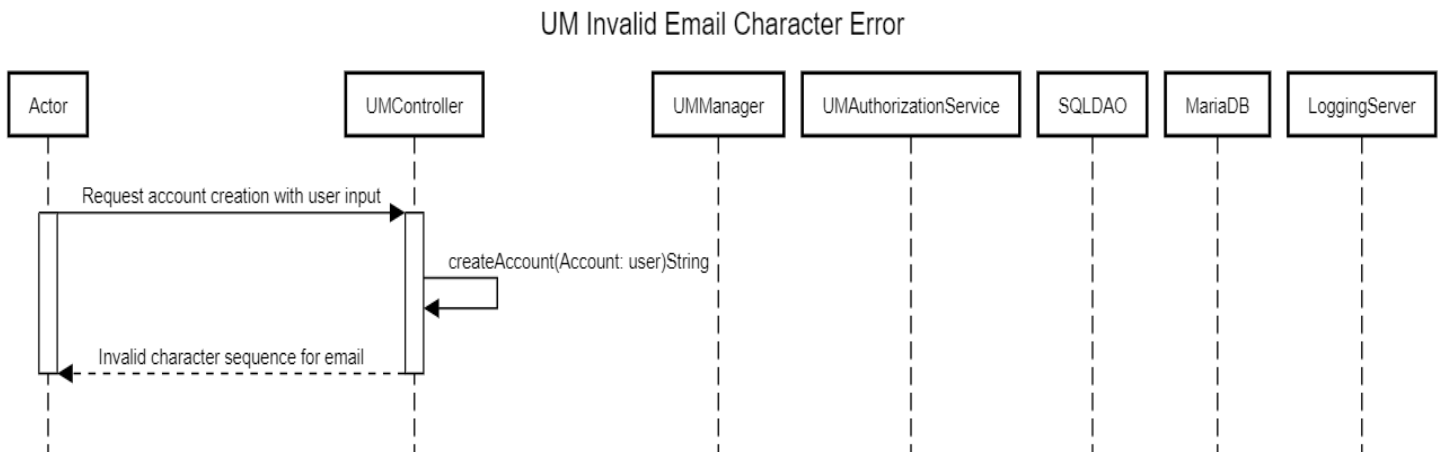 UM Invalid Email Character Error
Actor
UMController
UMManager
UMAuthorizationService
SQLDAO
MariaDB
LoggingServer
Request account creation with user input
createAccount(Account: user)String
Invalid character sequence for email